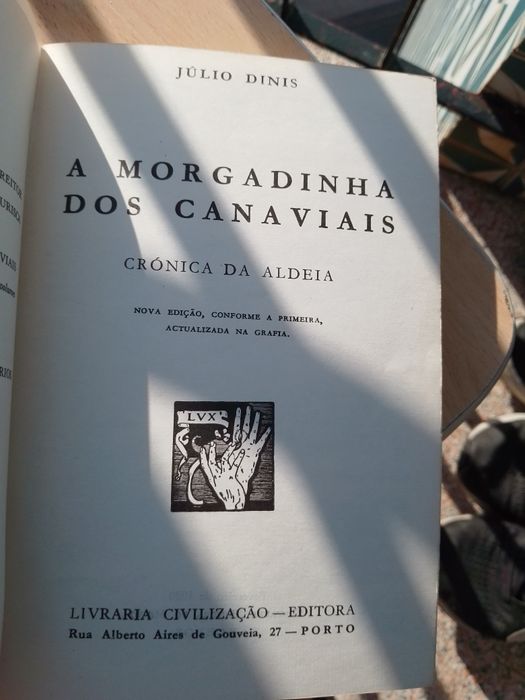 JÚLIO DINIS
A MORGADINHA
DOS CANAVIAIS
CRÓNICA DA ALDEIA
NOVA EDIÇÃO, CONFORME A PRIMEIRA,
ACTUALIZADA NA GRAFIA.
LVX
LIVRARIA CIVILIZAÇÃO — EDITORA
Rua Alberto Aires de Gouveia, 27 — PORTO